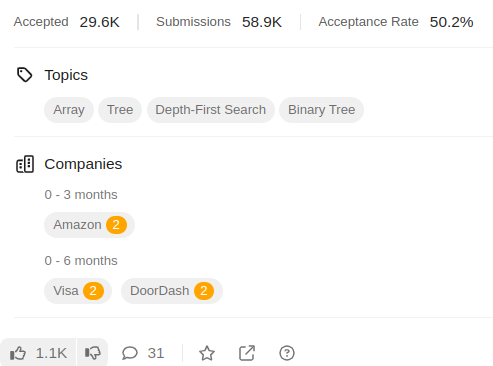 Accepted 29.6K Submissions 58.9K Acceptance Rate 50.2%
Topics
Array Tree Depth-First Search Binary Tree
Companies
0 - 3 months
Amazon 2
0 - 6 months
Visa 2 DoorDash 2
1.1K 31